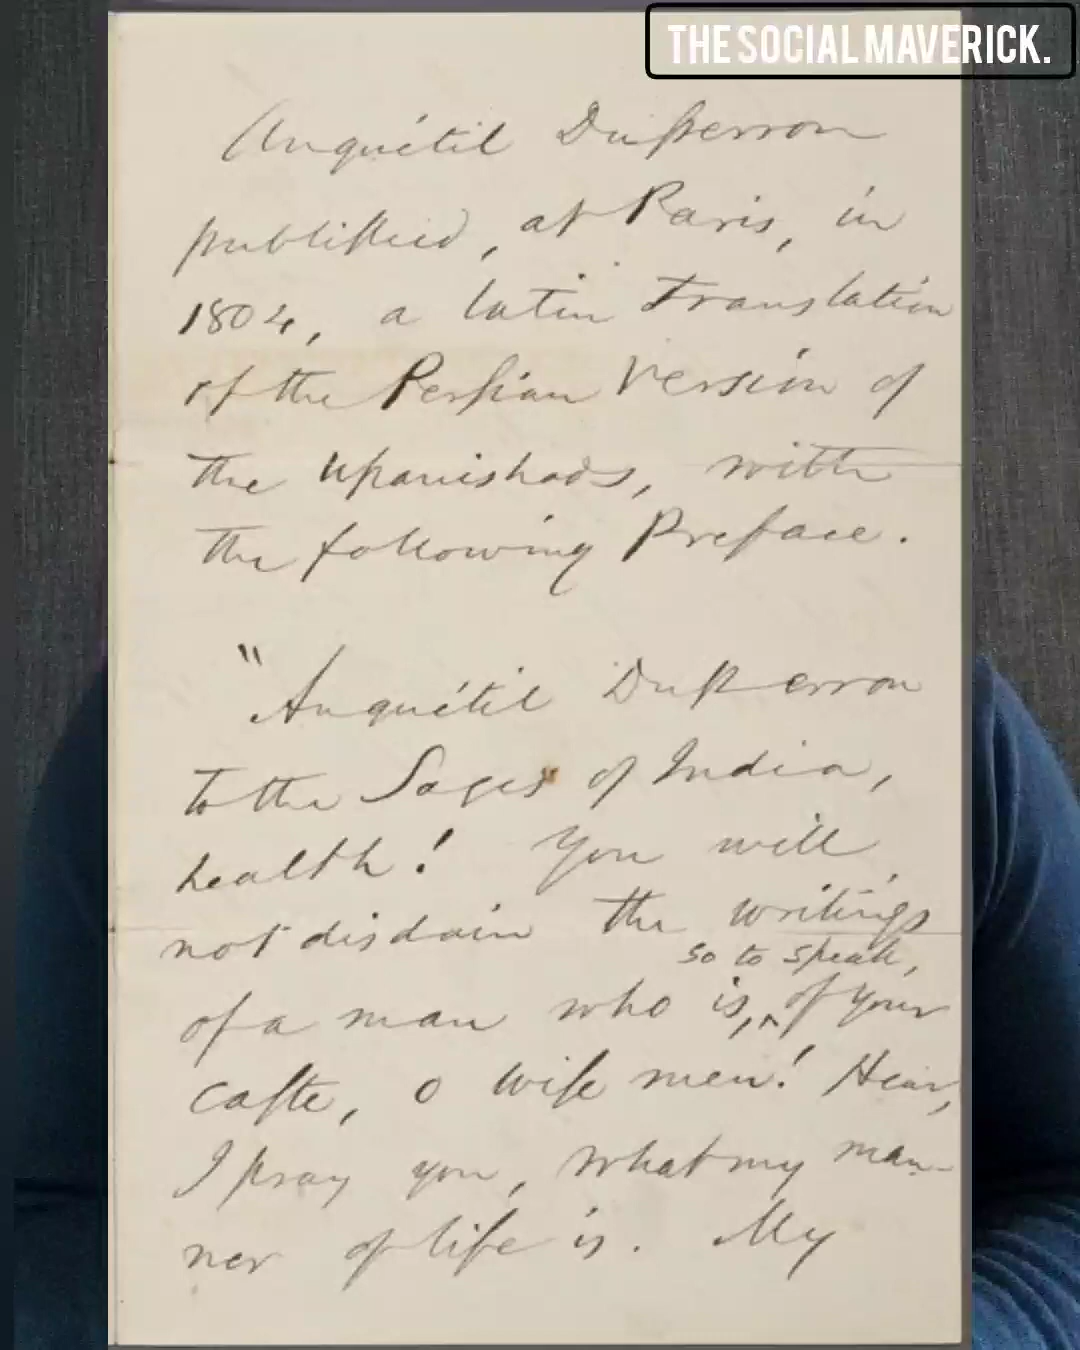 THE SOCIAL MAVERICK.
Anquétil Duperron
published, at Paris, in
1804, a latin translation
of the Persian version of
the Upanishads, with
the following Preface.
"Anquétil Duperron
to the Sages of India,
health! You will
not disdain the writings
so to speak,
of a man who is, ^ of your
caste, o wise men! Hear,
I pray you, what my man-
ner of life is. My